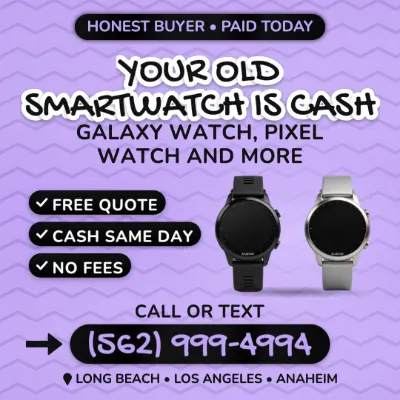 HONEST BUYER • PAID TODAY
YOUR OLD
SMARTWATCH IS CASH
GALAXY WATCH, PIXEL
WATCH AND MORE
FREE QUOTE
CASH SAME DAY
NO FEES
CALL OR TEXT
(562) 999-4994
LONG BEACH • LOS ANGELES • ANAHEIM